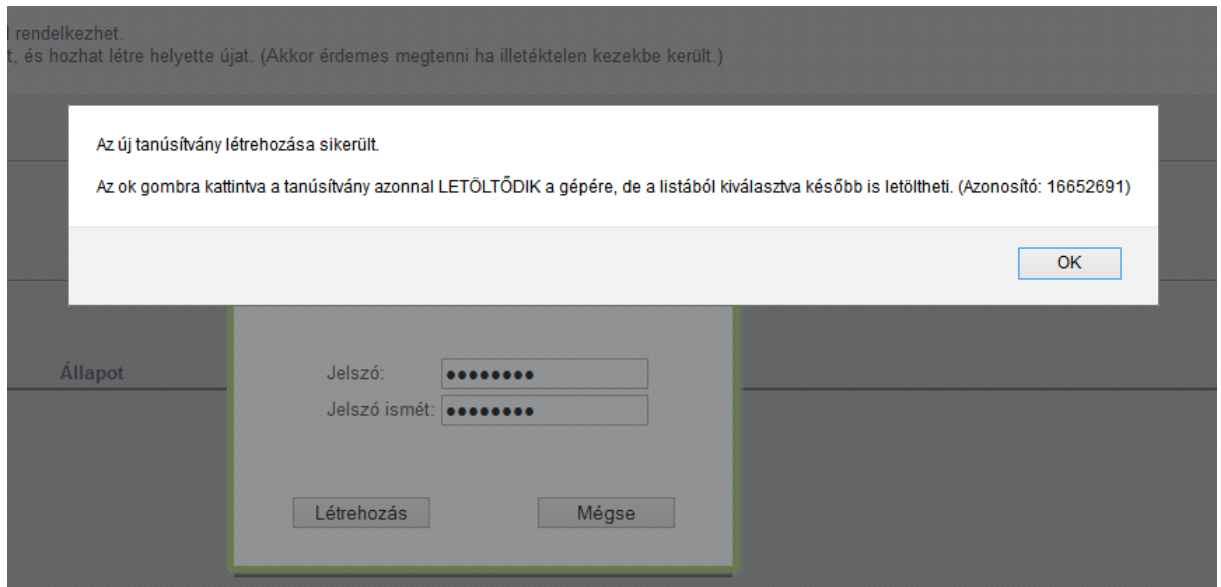 rendelkezhet.
t, és hozhat létre helyette újat. (Akkor érdemes megtenni ha illetéktelen kezekbe került.)
Az új tanúsítvány létrehozása sikerült.
Az ok gombra kattintva a tanúsítvány azonnal LETÖLTŐDIK a gépére, de a listából kiválasztva később is letöltheti. (Azonosító: 16652691)
OK
Állapot
Jelszó: ●●●●●●●●
Jelszó ismét: ●●●●●●●●
Létrehozás Mégse